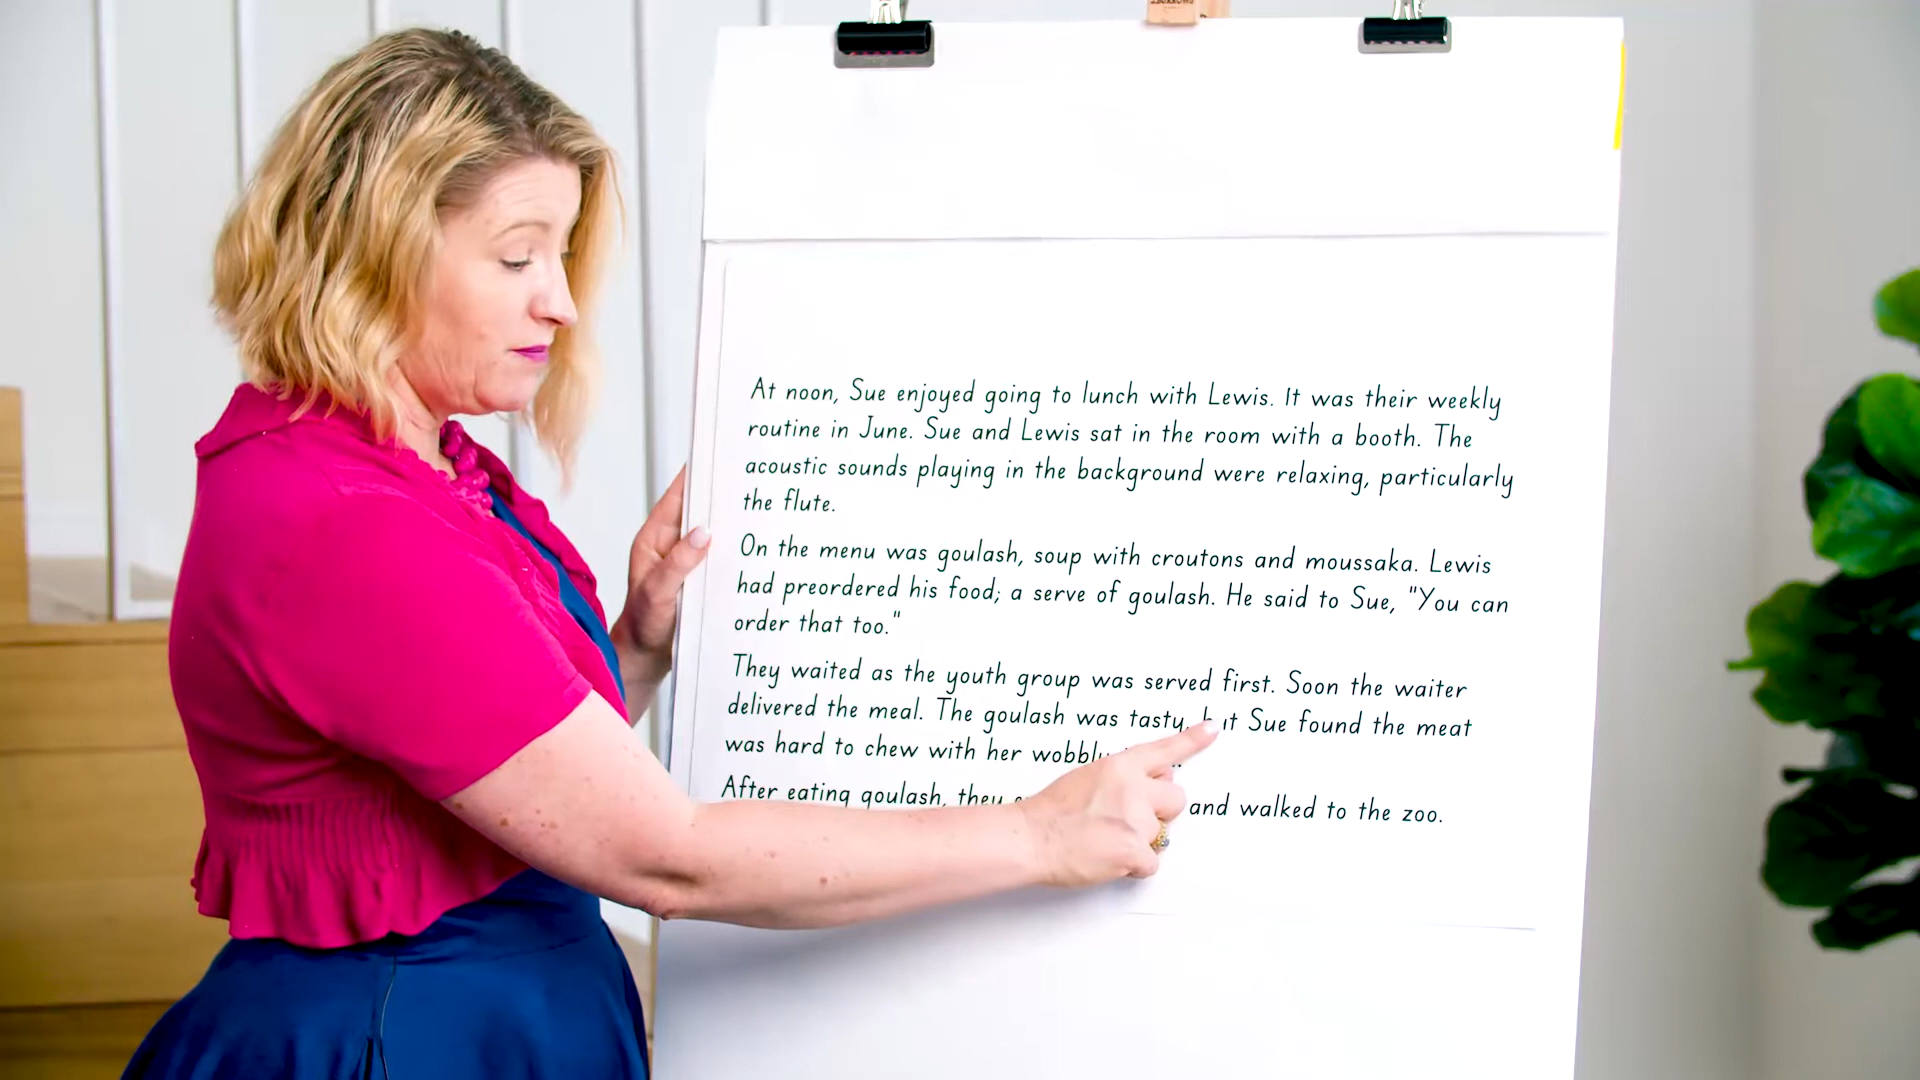 At noon, Sue enjoyed going to lunch with Lewis. It was their weekly
routine in June. Sue and Lewis sat in the room with a booth. The
acoustic sounds playing in the background were relaxing, particularly
the flute.
On the menu was goulash, soup with croutons and moussaka. Lewis
had preordered his food; a serve of goulash. He said to Sue, "You can
order that too."
They waited as the youth group was served first. Soon the waiter
delivered the meal. The goulash was tasty, but Sue found the meat
was hard to chew with her wobbly
After eating goulash, they and walked to the zoo.